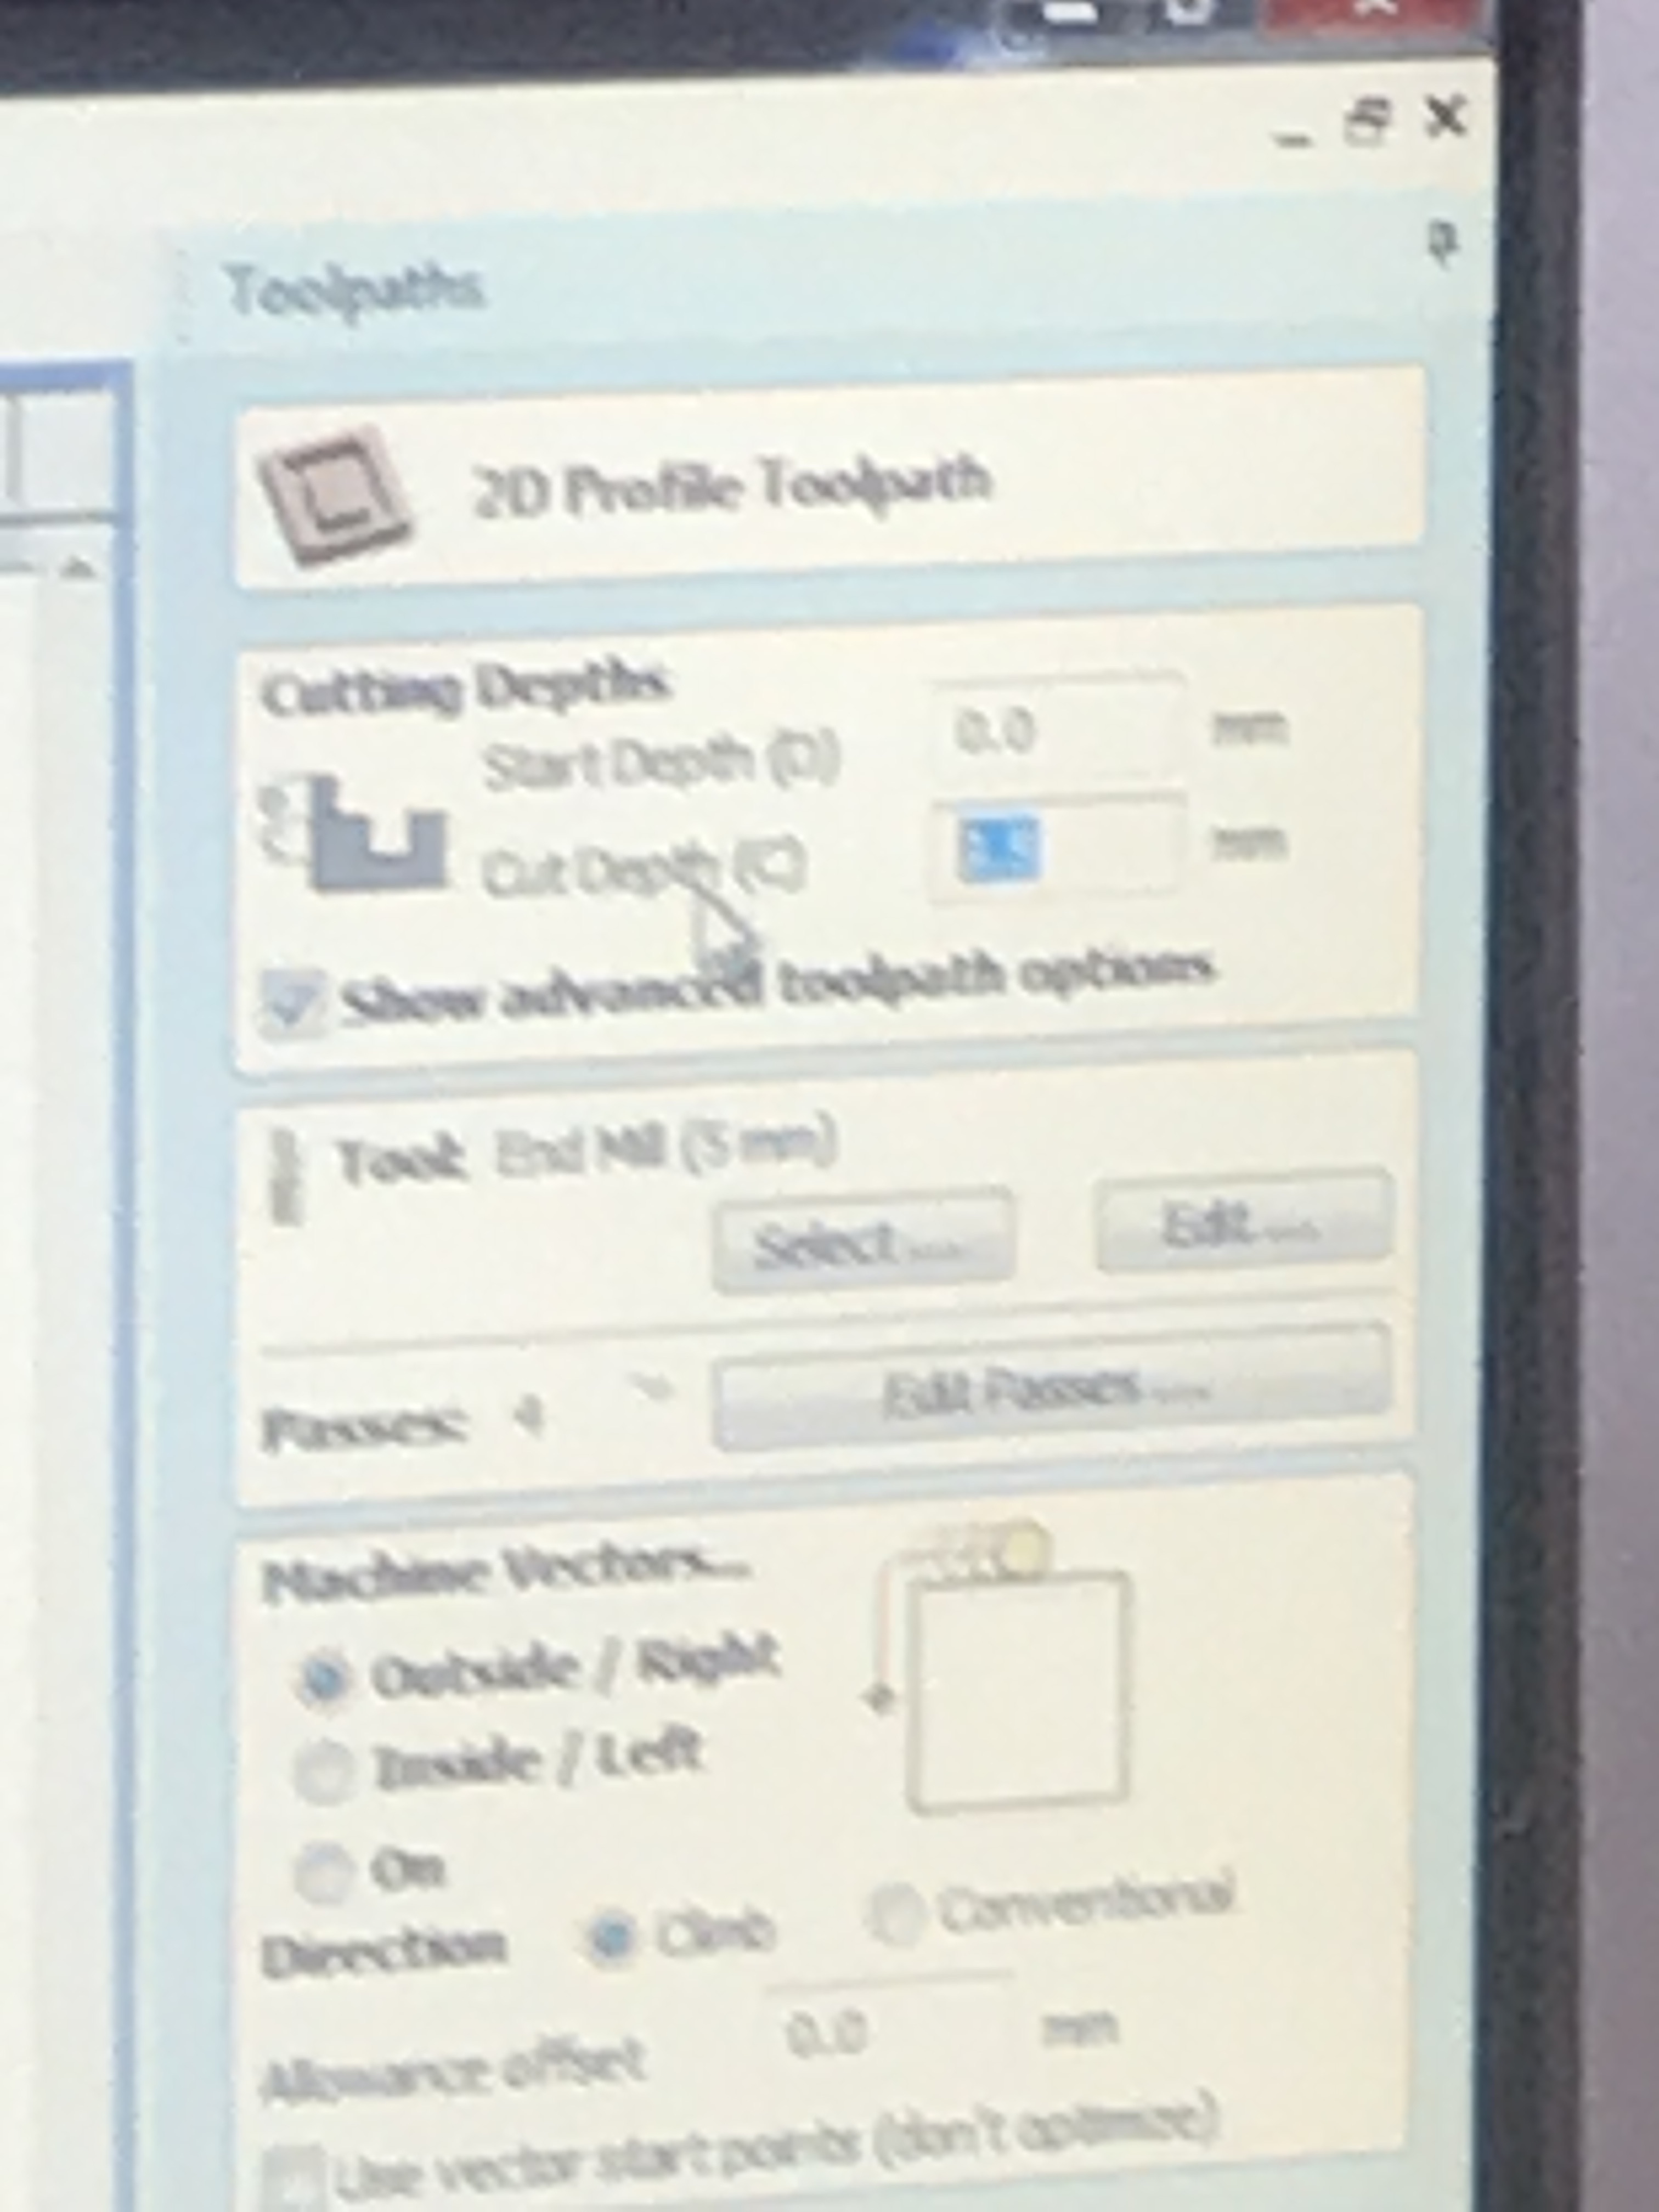 Toolpaths
2D Profile Toolpath
Cutting Depths
Start Depth (D) 0.0 mm
Cut Depth (C) mm
Show advanced toolpath options
Tool: End Mill (5 mm)
Select ... Edit ...
Passes: Edit Passes ...
Machine Vectors...
Outside / Right
Inside / Left
On
Direction Climb Conventional
Allowance offset 0.0 mm
Use vector start points (don't optimize)